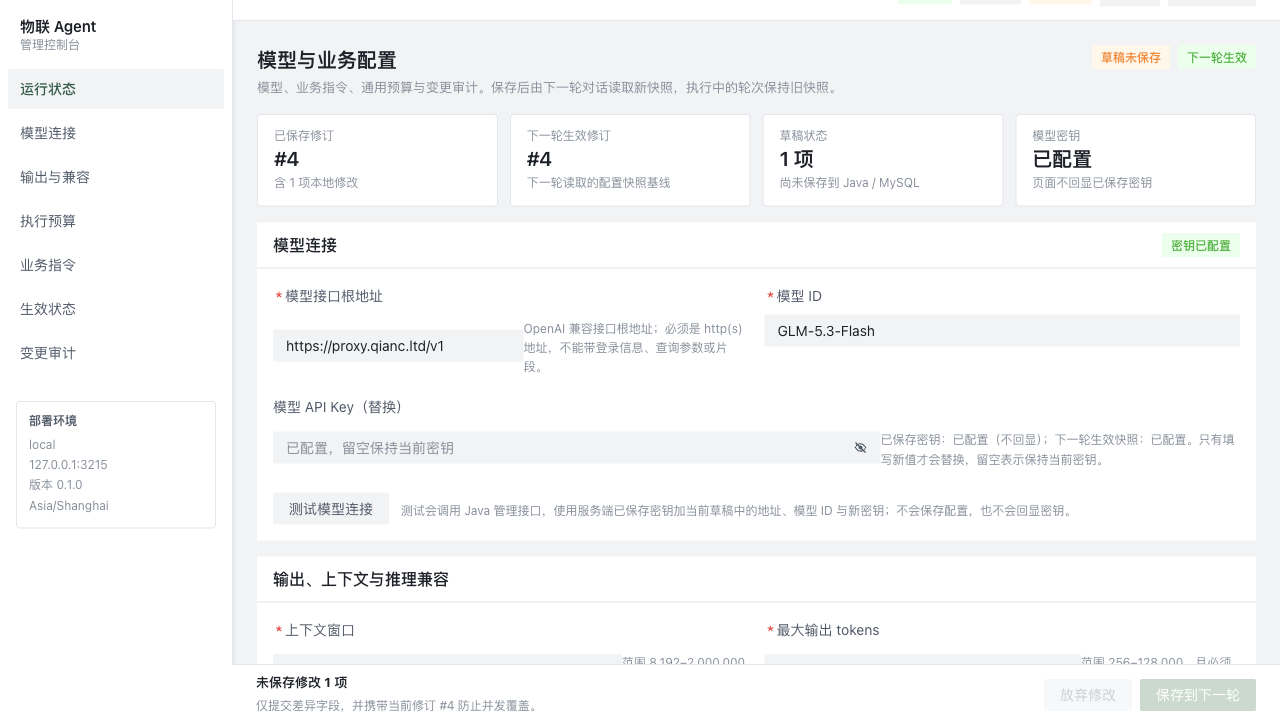 物联 Agent
管理控制台
运行状态
模型连接
输出与兼容
执行预算
业务指令
生效状态
变更审计
部署环境
local
127.0.0.1:3215
版本 0.1.0
Asia/Shanghai
模型与业务配置
草稿未保存
下一轮生效
模型、业务指令、通用预算与变更审计。保存后由下一轮对话读取新快照，执行中的轮次保持旧快照。
已保存修订
#4
含 1 项本地修改
下一轮生效修订
#4
下一轮读取的配置快照基线
草稿状态
1 项
尚未保存到 Java / MySQL
模型密钥
已配置
页面不回显已保存密钥
模型连接
密钥已配置
* 模型接口根地址
https://proxy.qianc.ltd/v1
OpenAI 兼容接口根地址；必须是 http(s)
地址，不能带登录信息、查询参数或片
段。
* 模型 ID
GLM-5.3-Flash
模型 API Key（替换）
已配置，留空保持当前密钥
已保存密钥：已配置（不回显）；下一轮生效快照：已配置。只有填
写新值才会替换，留空表示保持当前密钥。
测试模型连接
测试会调用 Java 管理接口，使用服务端已保存密钥加当前草稿中的地址、模型 ID 与新密钥；不会保存配置，也不会回显密钥。
输出、上下文与推理兼容
* 上下文窗口
范围 8,192–2,000,000
* 最大输出 tokens
范围 256–128,000，且必须
未保存修改 1 项
仅提交差异字段，并携带当前修订 #4 防止并发覆盖。
放弃修改
保存到下一轮